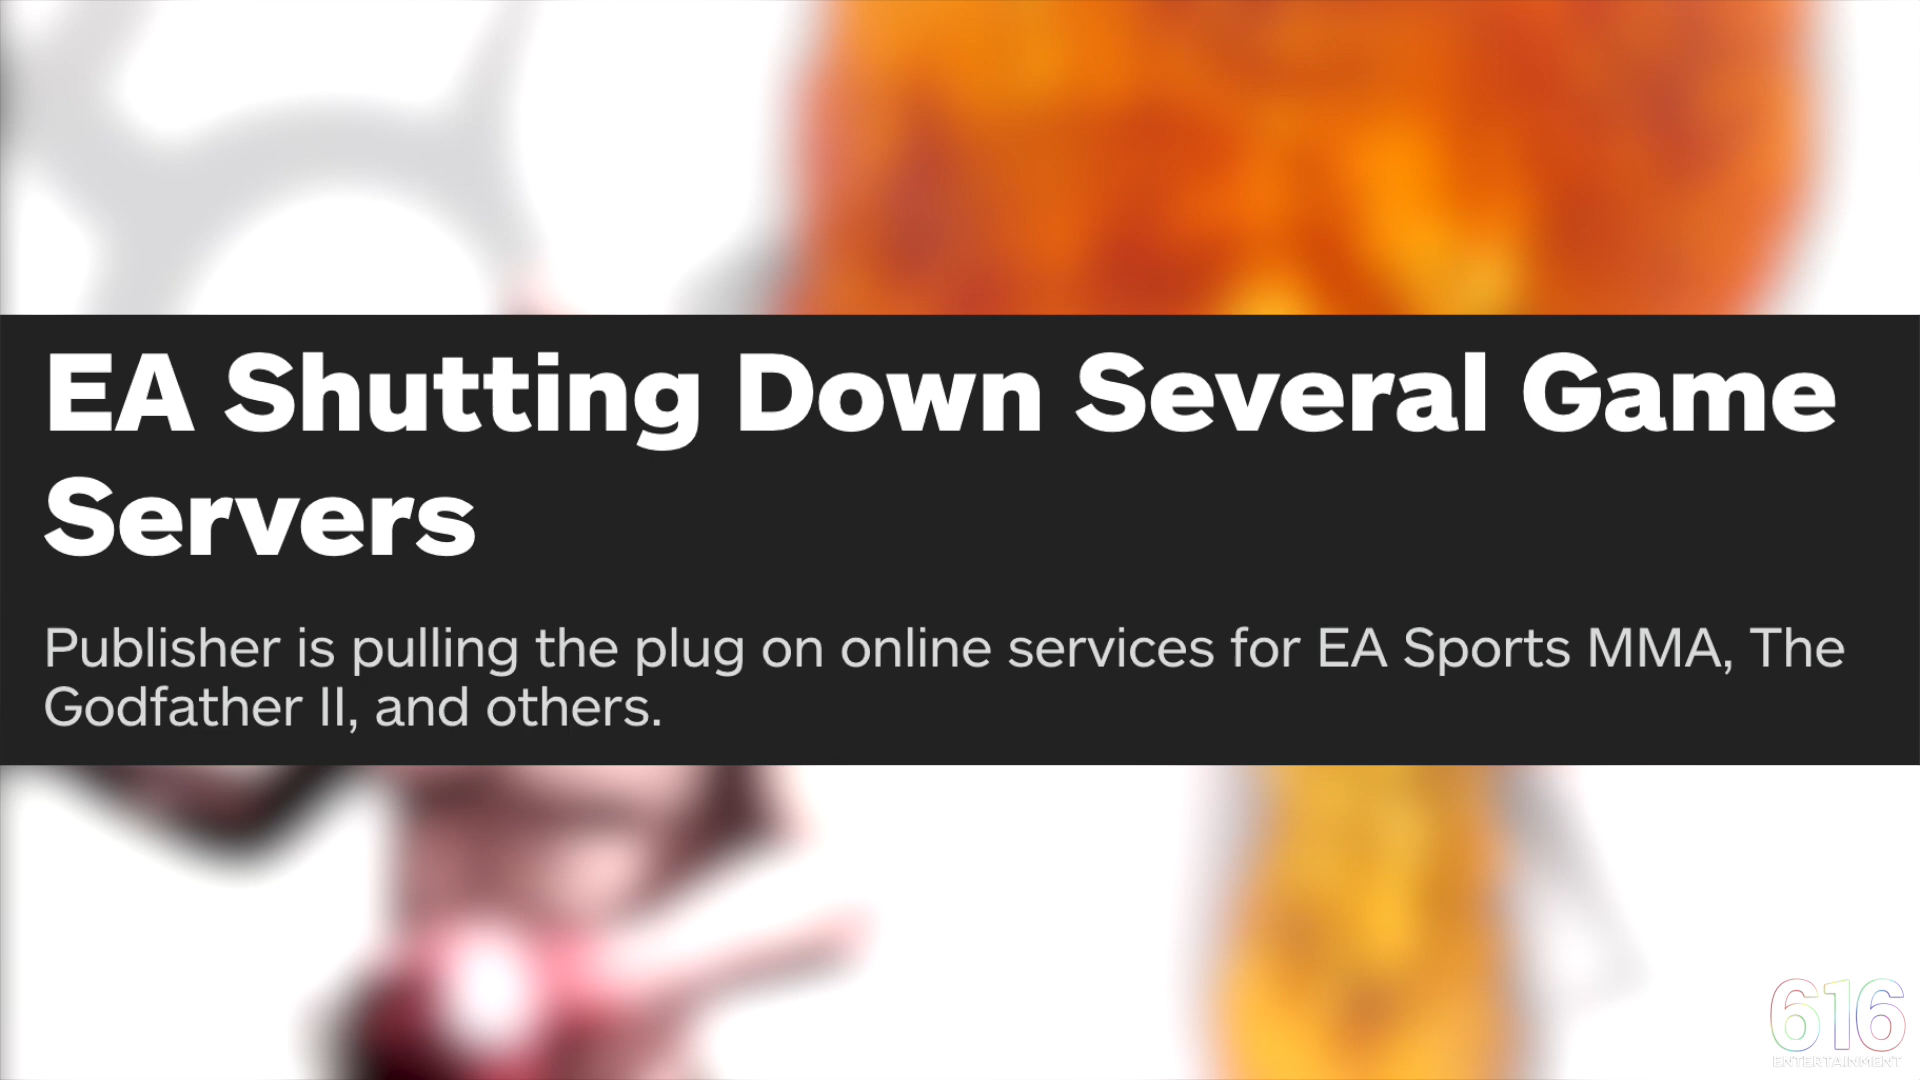 EA Shutting Down Several Game
Servers
Publisher is pulling the plug on online services for EA Sports MMA, The
Godfather II, and others.
616
ENTERTAINMENT